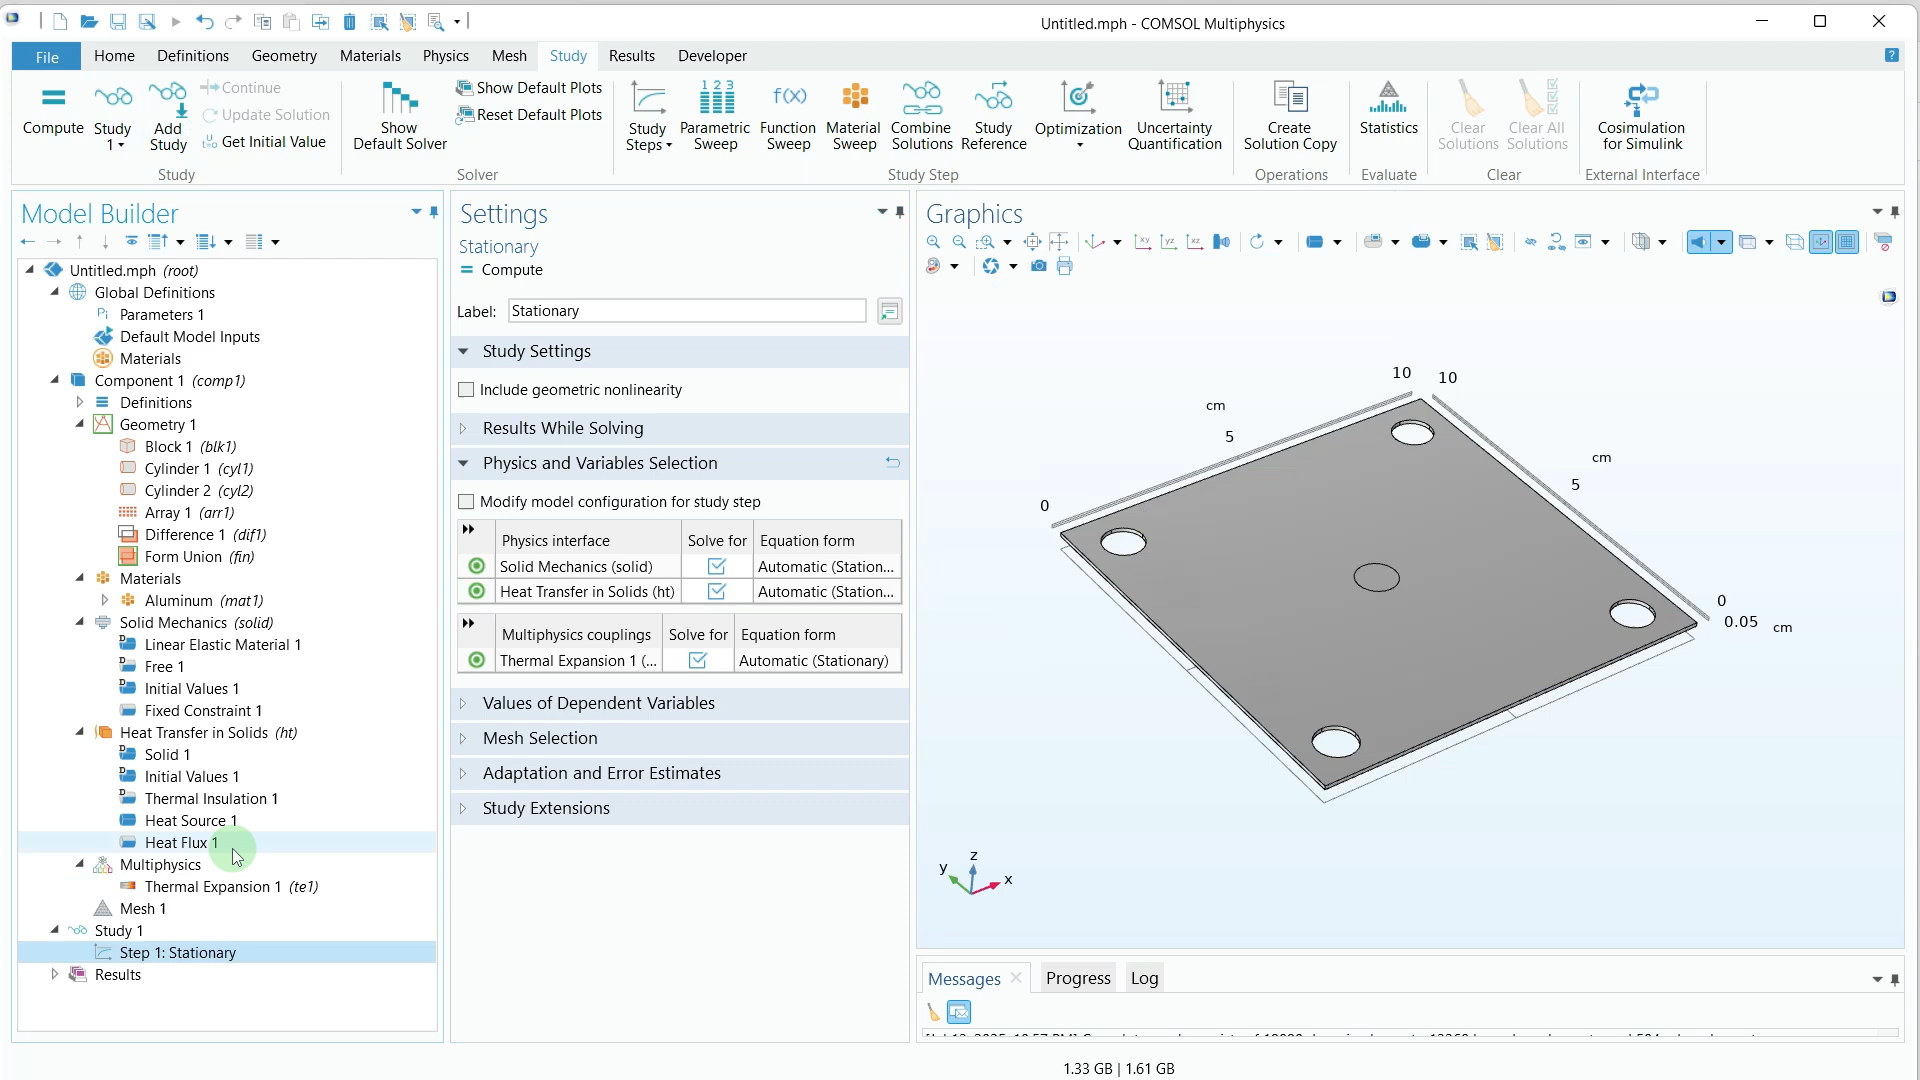 Untitled.mph - COMSOL Multiphysics
File Home Definitions Geometry Materials Physics Mesh Study Results Developer
Compute
Study 1
Add Study
Continue
Update Solution
Get Initial Value
Study
Show Default Solver
Show Default Plots
Reset Default Plots
Solver
Study Steps
1 2 3
Parametric Sweep
f(x)
Function Sweep
Material Sweep
Combine Solutions
Study Reference
Optimization
Uncertainty Quantification
Study Step
Create Solution Copy
Operations
Statistics
Evaluate
Clear Solutions
Clear All Solutions
Clear
Cosimulation for Simulink
External Interface
Model Builder
Untitled.mph (root)
Global Definitions
Pi Parameters 1
Default Model Inputs
Materials
Component 1 (comp1)
Definitions
Geometry 1
Block 1 (blk1)
Cylinder 1 (cyl1)
Cylinder 2 (cyl2)
Array 1 (arr1)
Difference 1 (dif1)
Form Union (fin)
Materials
Aluminum (mat1)
Solid Mechanics (solid)
Linear Elastic Material 1
Free 1
Initial Values 1
Fixed Constraint 1
Heat Transfer in Solids (ht)
Solid 1
Initial Values 1
Thermal Insulation 1
Heat Source 1
Heat Flux 1
Multiphysics
Thermal Expansion 1 (te1)
Mesh 1
Study 1
Step 1: Stationary
Results
Settings
Stationary
Compute
Label: Stationary
Study Settings
Include geometric nonlinearity
Results While Solving
Physics and Variables Selection
Modify model configuration for study step
Physics interface Solve for Equation form
Solid Mechanics (solid) Automatic (Station...
Heat Transfer in Solids (ht) Automatic (Station...
Multiphysics couplings Solve for Equation form
Thermal Expansion 1 (... Automatic (Stationary)
Values of Dependent Variables
Mesh Selection
Adaptation and Error Estimates
Study Extensions
Graphics
xy yz xz
10 10
cm
5
cm
5
0
0
0.05 cm
z
y x
Messages Progress Log
1.33 GB | 1.61 GB